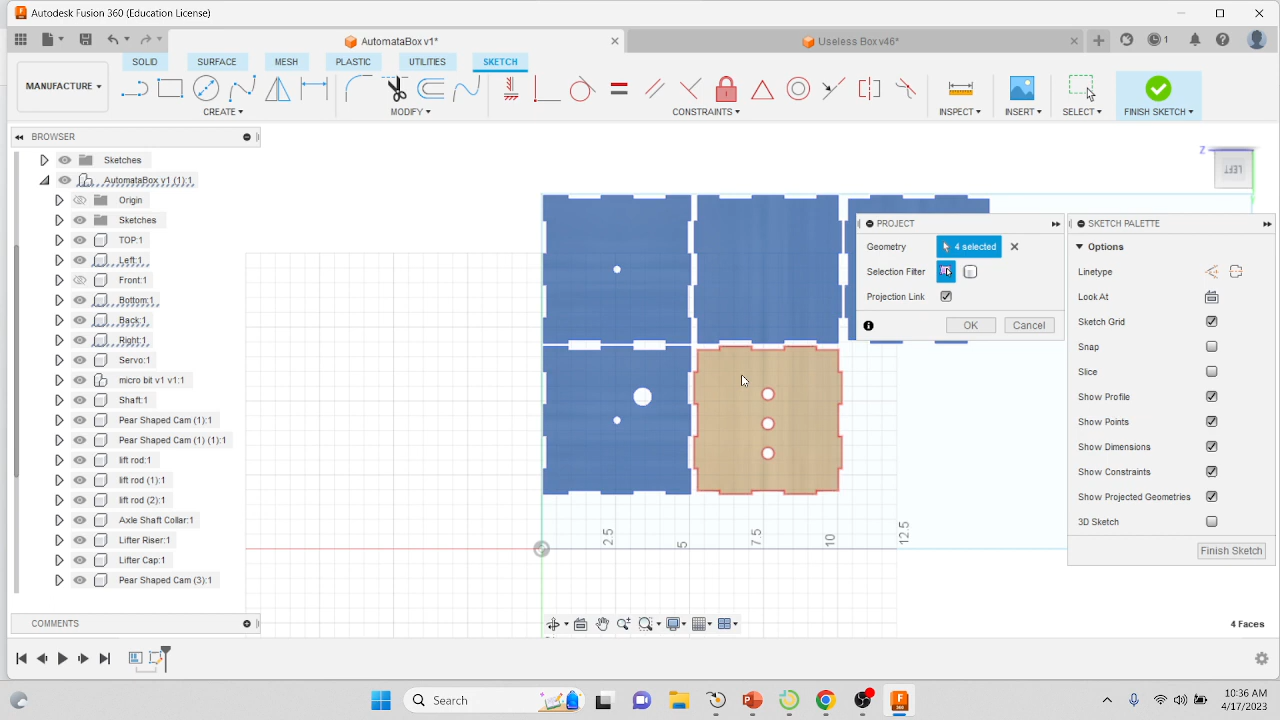 Autodesk Fusion 360 (Education License)
AutomataBox v1*
Useless Box v46*
1
MANUFACTURE
SOLID
SURFACE
MESH
PLASTIC
UTILITIES
SKETCH
CREATE
MODIFY
CONSTRAINTS
INSPECT
INSERT
SELECT
FINISH SKETCH
BROWSER
Sketches
AutomataBox v1 (1):1
Origin
Sketches
TOP:1
Left:1
Front:1
Bottom:1
Back:1
Right:1
Servo:1
micro bit v1 v1:1
Shaft:1
Pear Shaped Cam (1):1
Pear Shaped Cam (1) (1):1
lift rod:1
lift rod (1):1
lift rod (2):1
Axle Shaft Collar:1
Lifter Riser:1
Lifter Cap:1
Pear Shaped Cam (3):1
COMMENTS
Z
LEFT
2.5
5
7.5
10
12.5
PROJECT
Geometry
4 selected
Selection Filter
Projection Link
OK
Cancel
SKETCH PALETTE
Options
Linetype
Look At
Sketch Grid
Snap
Slice
Show Profile
Show Points
Show Dimensions
Show Constraints
Show Projected Geometries
3D Sketch
Finish Sketch
4 Faces
Search
10:36 AM
4/17/2023